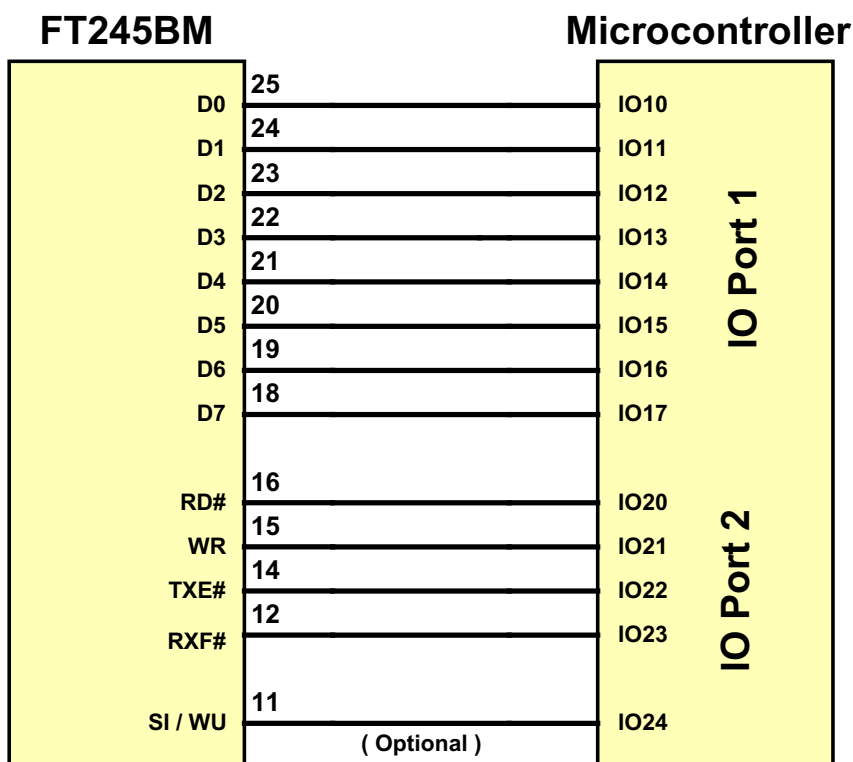 FT245BM Microcontroller
25
D0 IO10
24
D1 IO11
23
D2 IO12
22
D3 IO13
21
D4 IO14
20
D5 IO15
19
D6 IO16
18
D7 IO17
IO Port 1
16
RD# IO20
15
WR IO21
14
TXE# IO22
12
RXF# IO23
IO Port 2
11
SI / WU IO24
( Optional )